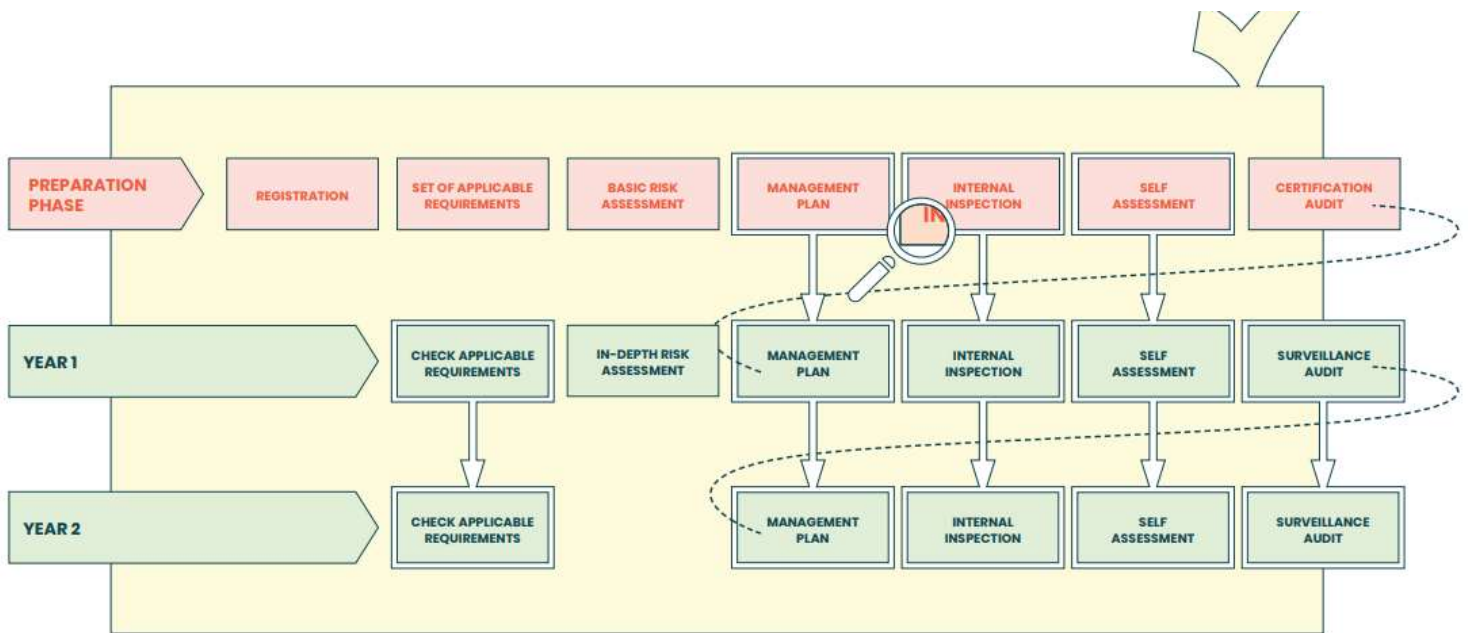 PREPARATION
PHASE
REGISTRATION
SET OF APPLICABLE
REQUIREMENTS
BASIC RISK
ASSESSMENT
MANAGEMENT
PLAN
INTERNAL
INSPECTION
IN
SELF
ASSESSMENT
CERTIFICATION
AUDIT
YEAR 1
CHECK APPLICABLE
REQUIREMENTS
IN-DEPTH RISK
ASSESSMENT
MANAGEMENT
PLAN
INTERNAL
INSPECTION
SELF
ASSESSMENT
SURVEILLANCE
AUDIT
YEAR 2
CHECK APPLICABLE
REQUIREMENTS
MANAGEMENT
PLAN
INTERNAL
INSPECTION
SELF
ASSESSMENT
SURVEILLANCE
AUDIT